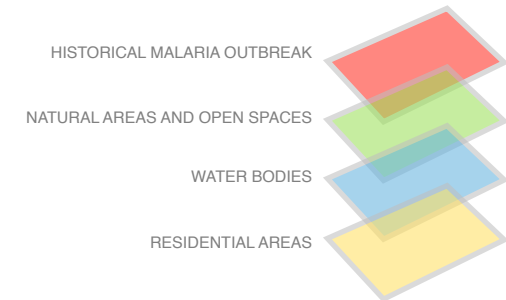 HISTORICAL MALARIA OUTBREAK
NATURAL AREAS AND OPEN SPACES
WATER BODIES
RESIDENTIAL AREAS